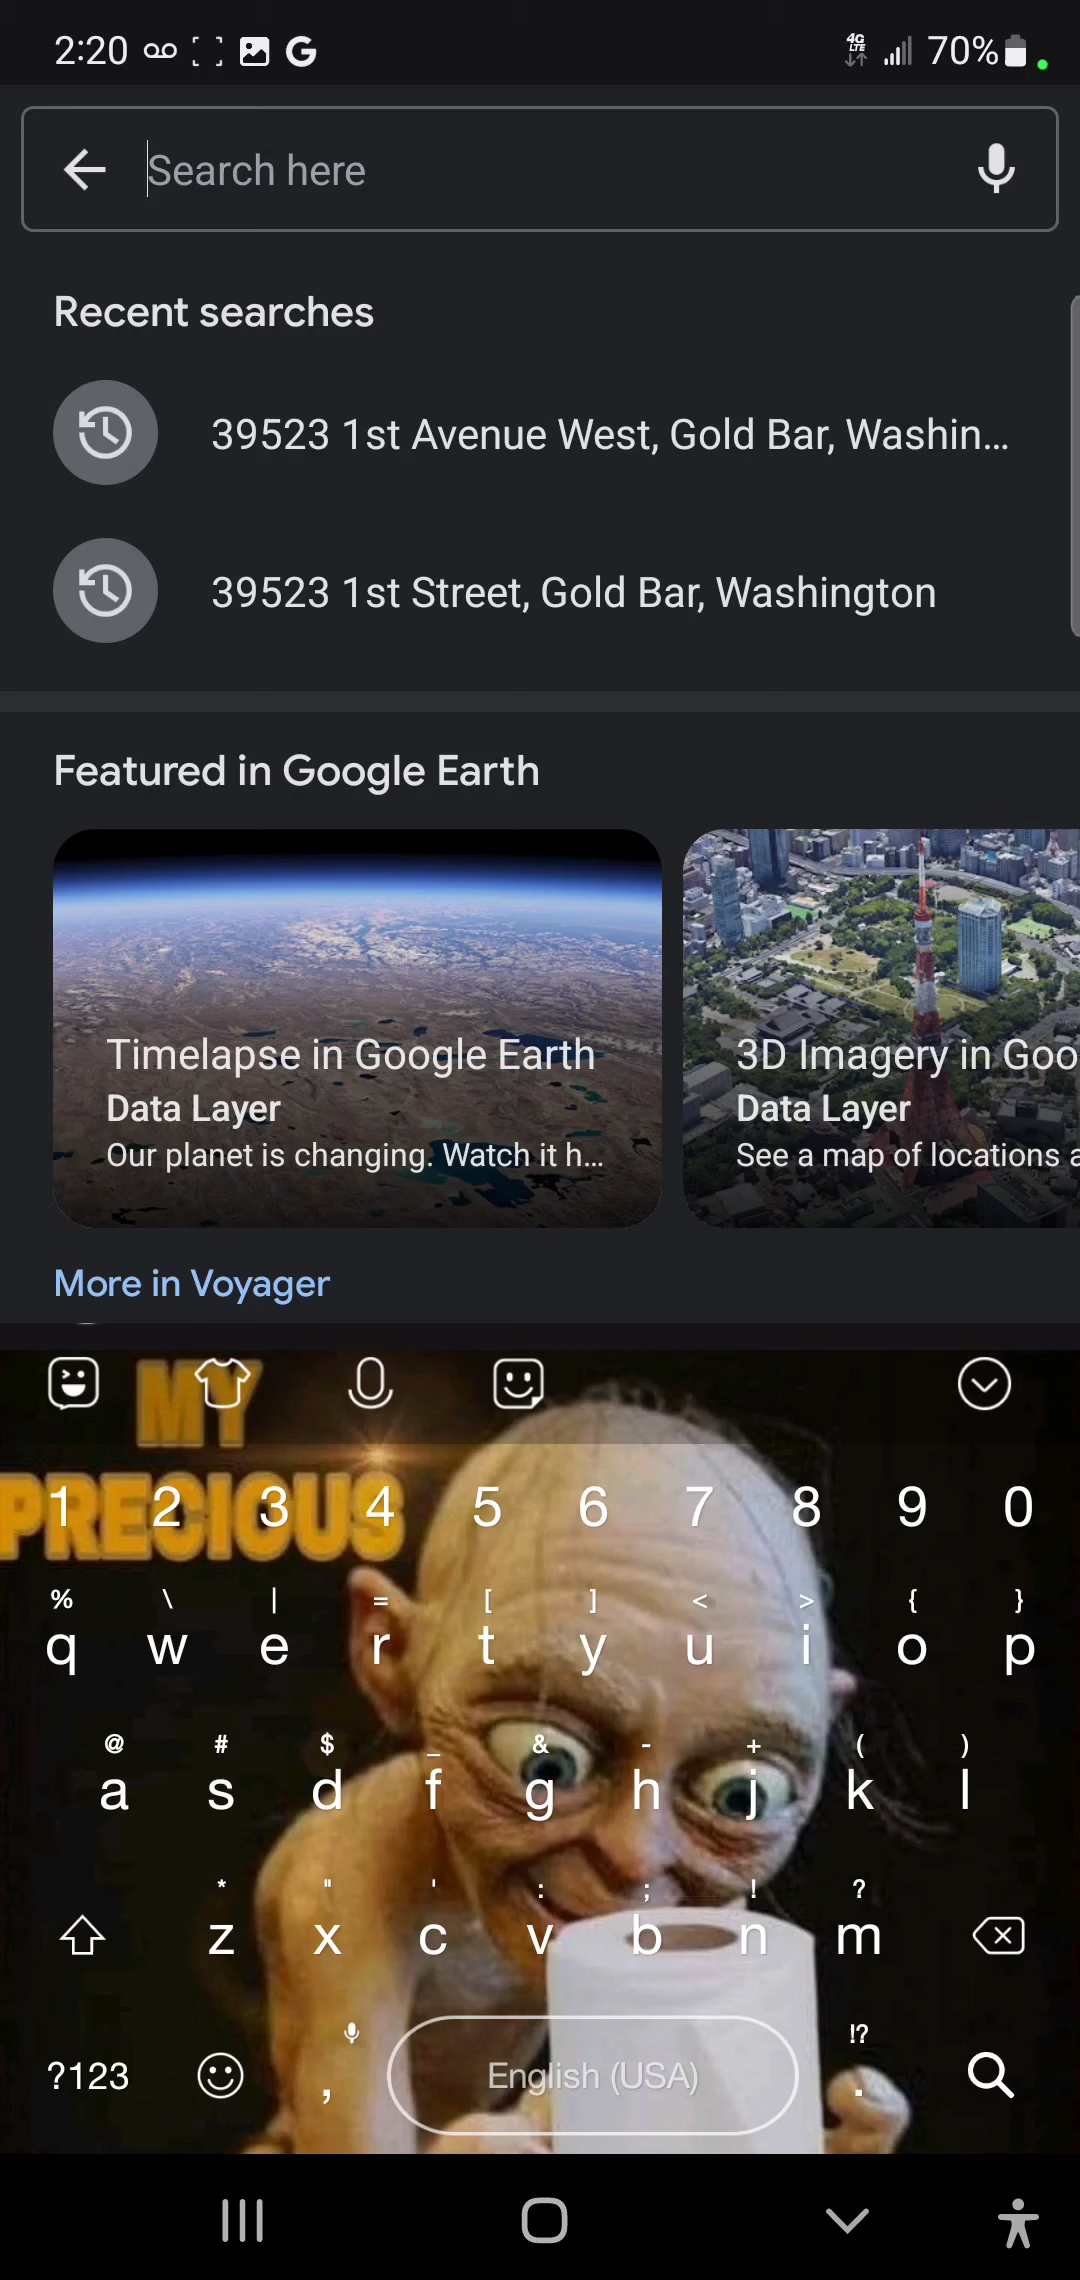 2:20 G 4G LTE 70%
Search here
Recent searches
39523 1st Avenue West, Gold Bar, Washin...
39523 1st Street, Gold Bar, Washington
Featured in Google Earth
Timelapse in Google Earth
Data Layer
Our planet is changing. Watch it h...
3D Imagery in Goo
Data Layer
See a map of locations a
More in Voyager
MY
PRECIOUS
1 2 3 4 5 6 7 8 9 0
% \ | = [ ] < > { }
q w e r t y u i o p
@ # $ _ & - + ( )
a s d f g h j k l
* " ' : ; ! ?
z x c v b n m
!?
?123 , English (USA) .